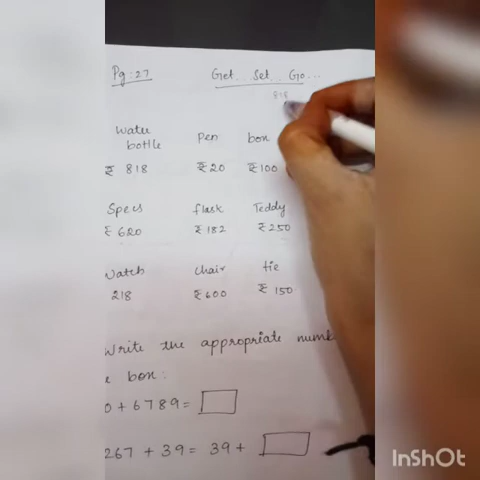 Pg:27 Get.. Set.. Go...
818
Water bottle Pen box
₹ 818 ₹20 ₹100
Specs flask Teddy
₹620 ₹182 ₹250
Watch chair tie
218 ₹600 ₹150
Write the appropriate num
box:
0 + 6789 =
267 + 39 = 39 +
InShOt